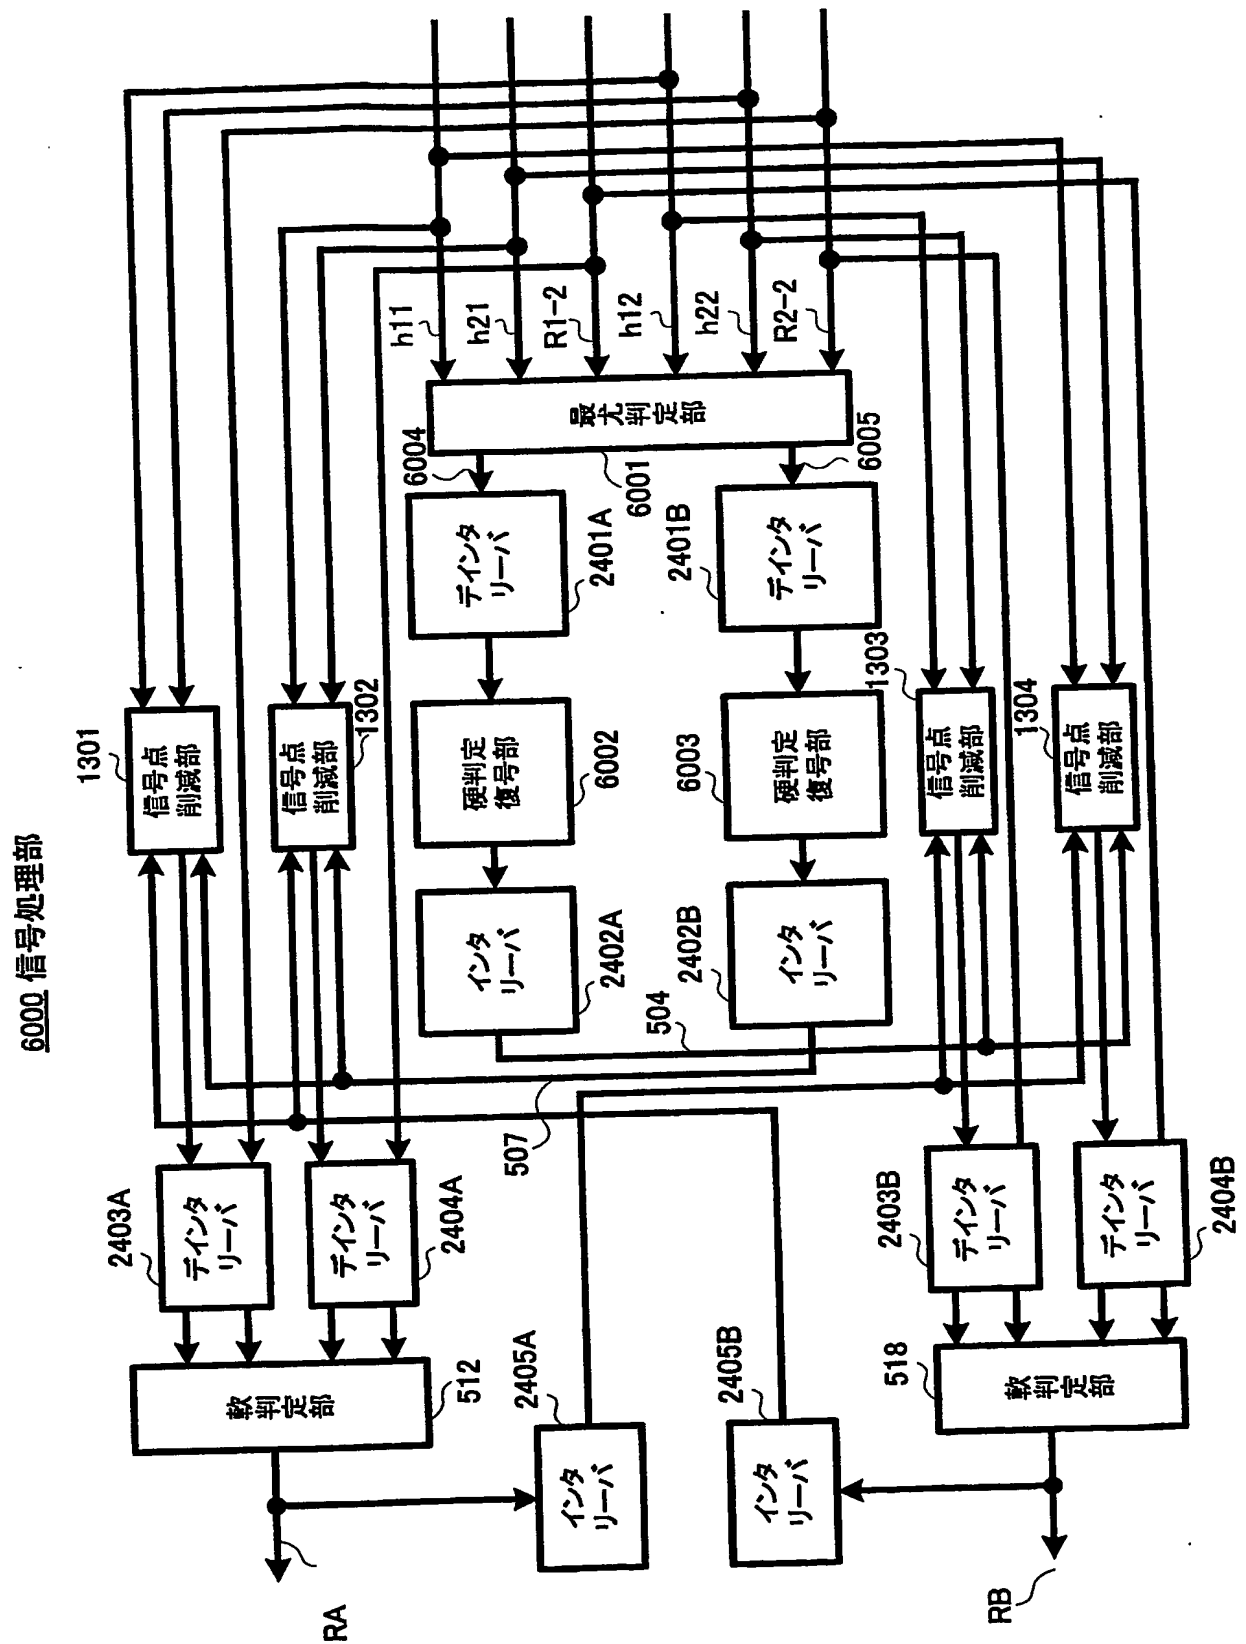 6000 信号処理部
h11
h21
R1-2
h12
h22
R2-2
最尤判定部
6001
6004
6005
デインタ
リーバ
2401A
デインタ
リーバ
2401B
硬判定
復号部
6002
硬判定
復号部
6003
インタ
リーバ
2402A
インタ
リーバ
2402B
504
507
1301
信号点
削減部
1302
信号点
削減部
1303
信号点
削減部
1304
信号点
削減部
2403A
デインタ
リーバ
2404A
デインタ
リーバ
2403B
デインタ
リーバ
2404B
デインタ
リーバ
軟判定部
512
518
軟判定部
2405A
インタ
リーバ
2405B
インタ
リーバ
RA
RB